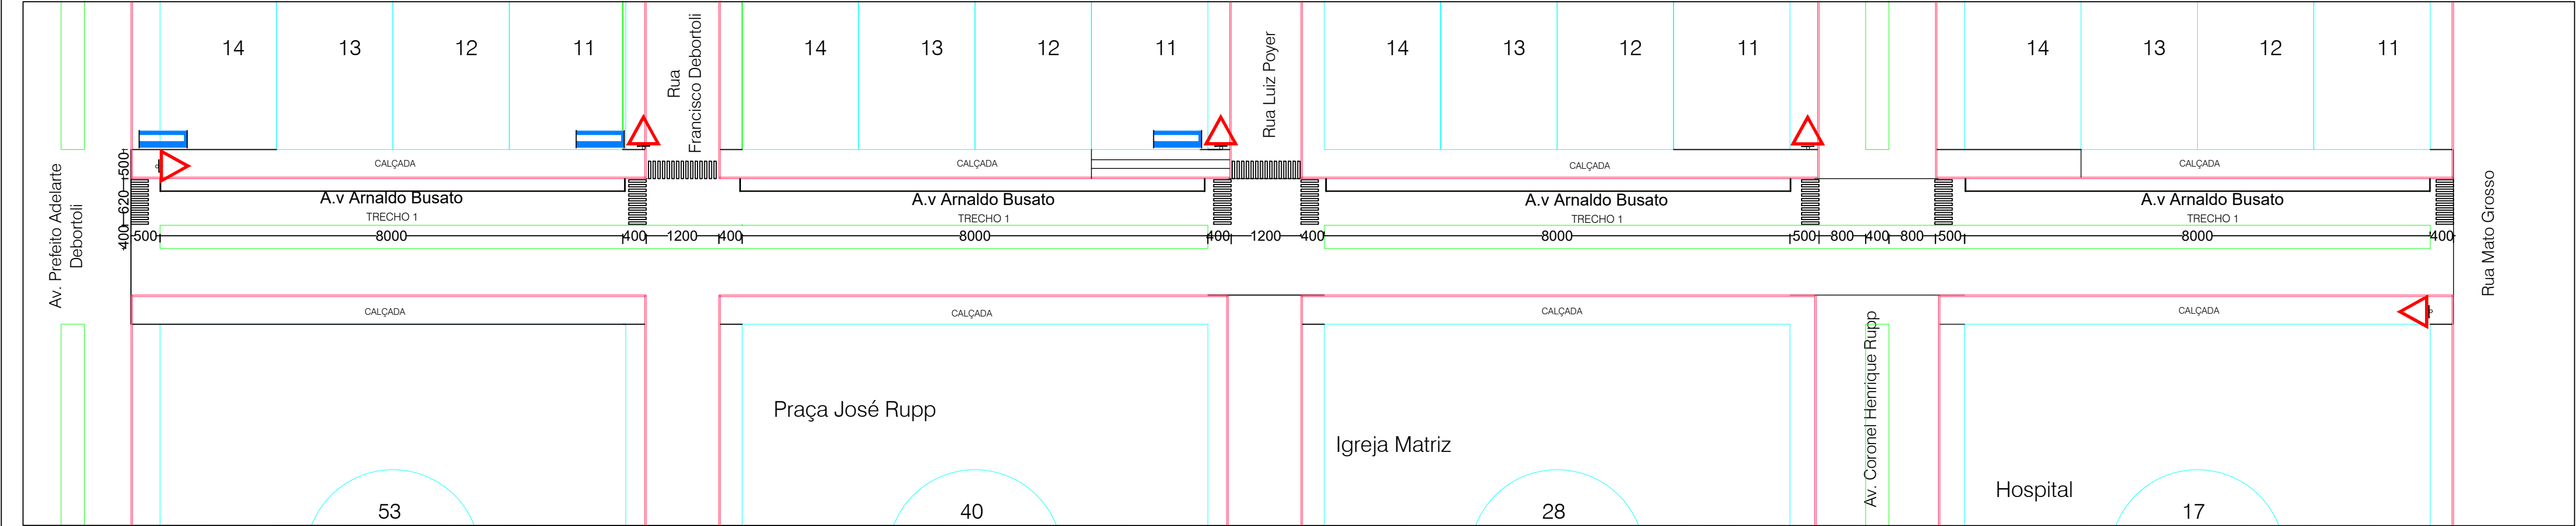 14 13 12 11
14 13 12 11
14 13 12 11
14 13 12 11
Rua
Francisco Debortoli
Rua Luiz Poyer
CALÇADA
CALÇADA
CALÇADA
CALÇADA
500
620
400
Av. Prefeito Adelarte
Debortoli
A.v Arnaldo Busato
TRECHO 1
A.v Arnaldo Busato
TRECHO 1
A.v Arnaldo Busato
TRECHO 1
A.v Arnaldo Busato
TRECHO 1
Rua Mato Grosso
500 8000 400 1200 400 8000 400 1200 400 8000 500 800 400 800 500 8000 400
CALÇADA
CALÇADA
CALÇADA
CALÇADA
Av. Coronel Henrique Rupp
Praça José Rupp
Igreja Matriz
Hospital
53
40
28
17